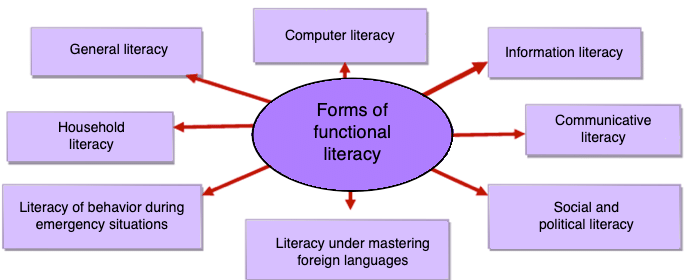 Computer literacy
General literacy
Information literacy
Forms of
functional
literacy
Household
literacy
Communicative
literacy
Literacy of behavior during
emergency situations
Social and
political literacy
Literacy under mastering
foreign languages